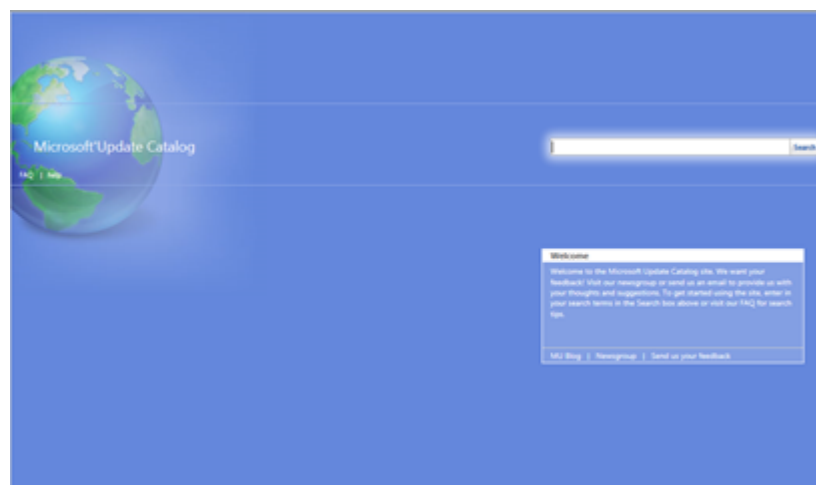 Microsoft Update Catalog
FAQ | help
Search
Welcome
Welcome to the Microsoft Update Catalog site. We want your
feedback! Visit our newsgroup or send us an email to provide us with
your thoughts and suggestions. To get started using the site, enter in
your search terms in the Search box above or visit our FAQ for search
tips.
MU Blog | Newsgroup | Send us your feedback